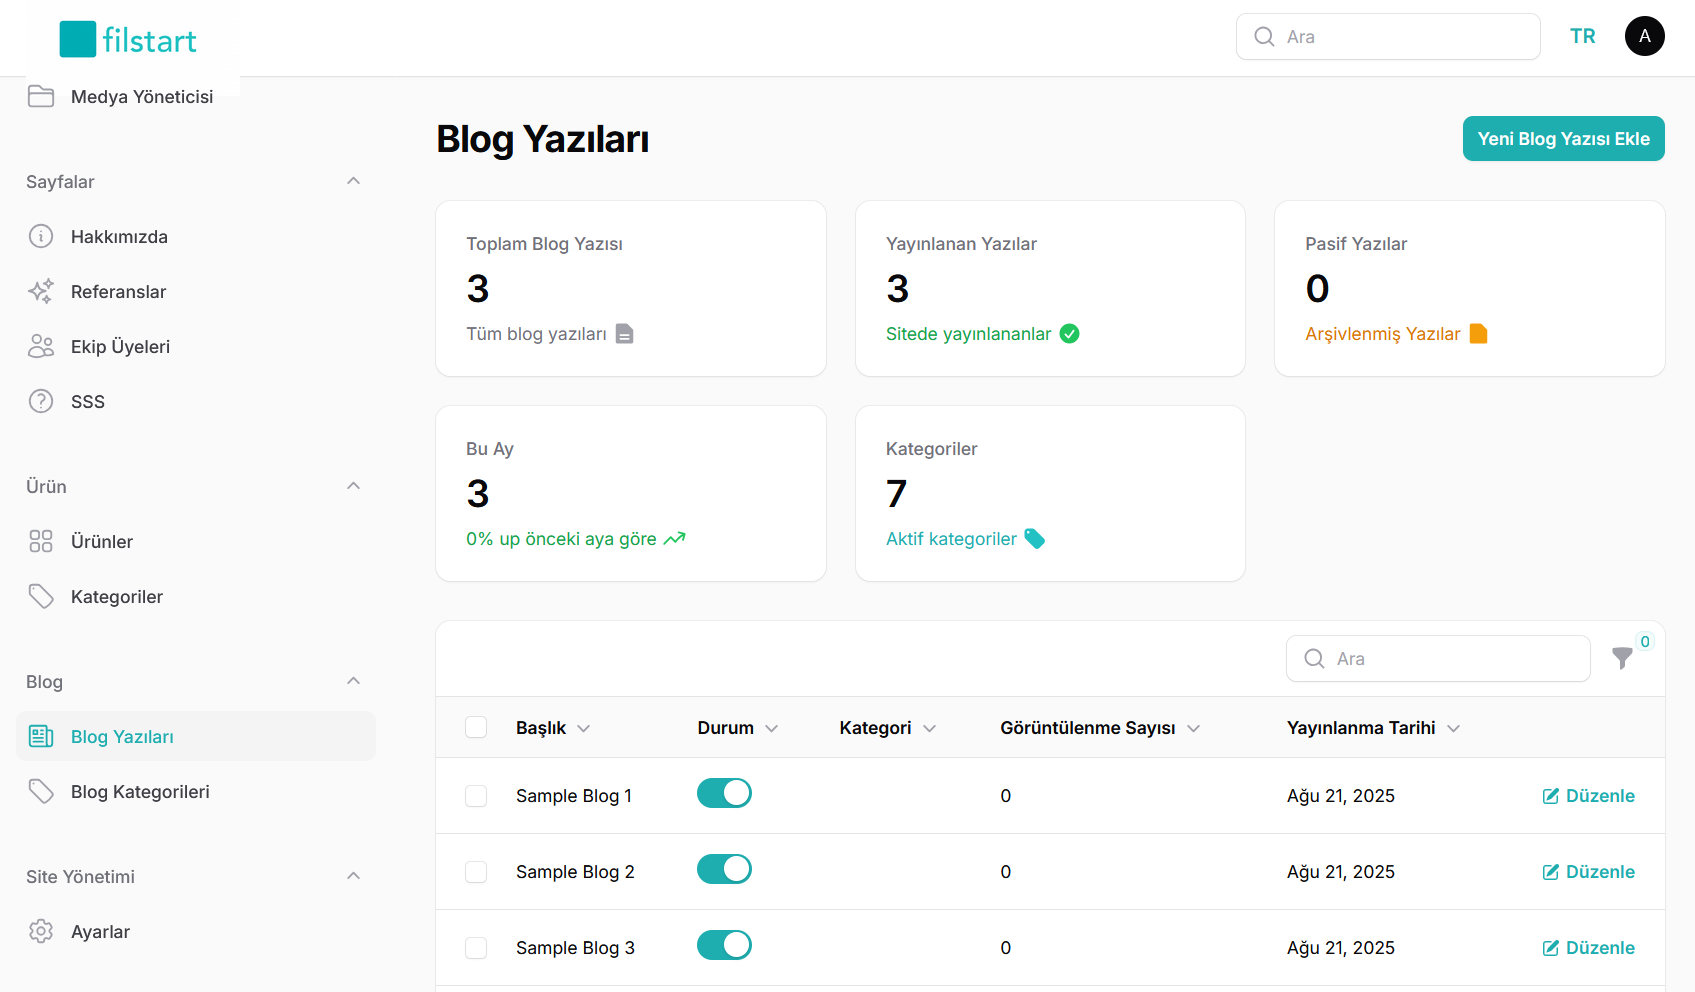 filstart
Ara
TR
A
Medya Yöneticisi
Sayfalar
Hakkımızda
Referanslar
Ekip Üyeleri
SSS
Ürün
Ürünler
Kategoriler
Blog
Blog Yazıları
Blog Kategorileri
Site Yönetimi
Ayarlar
Blog Yazıları
Yeni Blog Yazısı Ekle
Toplam Blog Yazısı
3
Tüm blog yazıları
Yayınlanan Yazılar
3
Sitede yayınlananlar
Pasif Yazılar
0
Arşivlenmiş Yazılar
Bu Ay
3
0% up önceki aya göre
Kategoriler
7
Aktif kategoriler
Ara
0
Başlık Durum Kategori Görüntülenme Sayısı Yayınlanma Tarihi
Sample Blog 1 0 Ağu 21, 2025 Düzenle
Sample Blog 2 0 Ağu 21, 2025 Düzenle
Sample Blog 3 0 Ağu 21, 2025 Düzenle